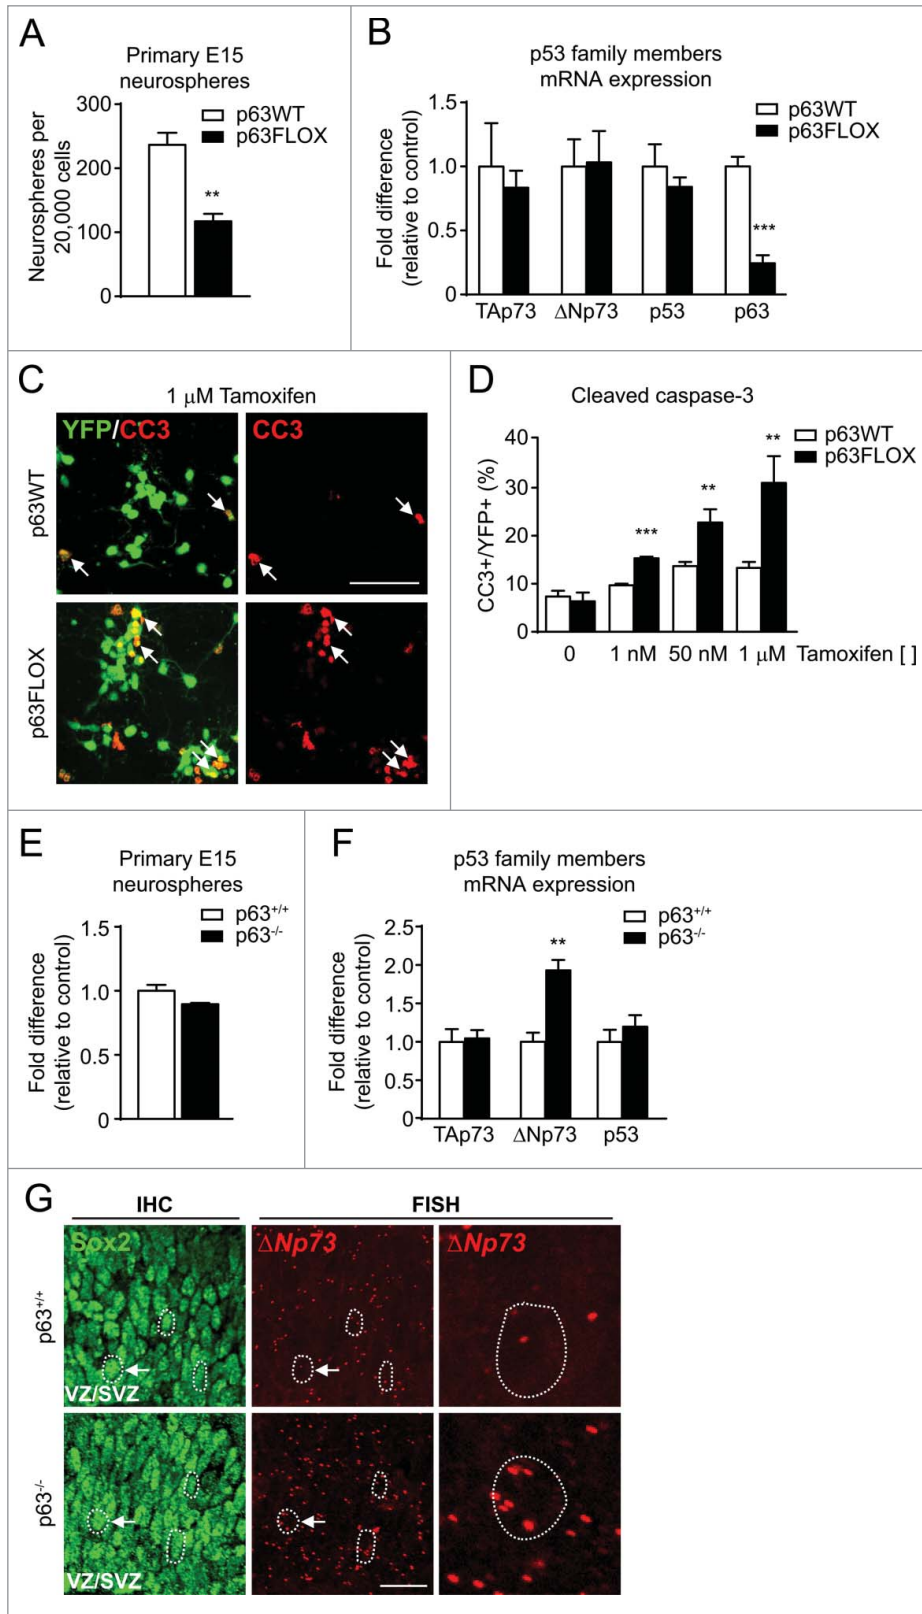 A
Primary E15
neurospheres
p63WT
p63FLOX
Neurospheres per
20,000 cells
300
200
100
0
**
B
p53 family members
mRNA expression
p63WT
p63FLOX
Fold difference
(relative to control)
1.5
1.0
0.5
0
***
TAp73 ΔNp73 p53 p63
C
1 μM Tamoxifen
YFP/CC3 CC3
p63WT
p63FLOX
D
Cleaved caspase-3
p63WT
p63FLOX
CC3+/YFP+ (%)
40
30
20
10
0
***
**
**
0 1 nM 50 nM 1 μM Tamoxifen [ ]
E
Primary E15
neurospheres
p63+/+
p63-/-
Fold difference
(relative to control)
1.5
1.0
0.5
0
F
p53 family members
mRNA expression
p63+/+
p63-/-
Fold difference
(relative to control)
2.5
2.0
1.5
1.0
0.5
0
**
TAp73 ΔNp73 p53
G
IHC FISH
Sox2 ΔNp73 ΔNp73
p63+/+
VZ/SVZ
p63-/-
VZ/SVZ